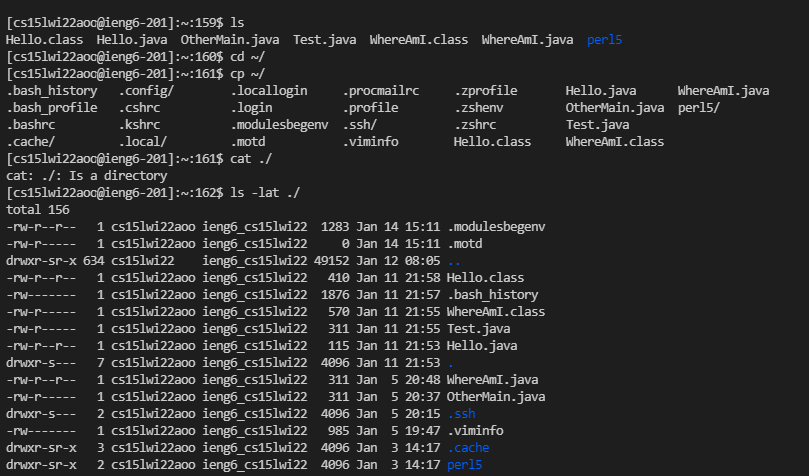 [cs15lwi22aoo@ieng6-201]:~:159$ ls
Hello.class  Hello.java  OtherMain.java  Test.java  WhereAmI.class  WhereAmI.java  perl5
[cs15lwi22aoo@ieng6-201]:~:160$ cd ~/
[cs15lwi22aoo@ieng6-201]:~:161$ cp ~/
.bash_history  .config/  .locallogin  .procmailrc  .zprofile  Hello.java  WhereAmI.java
.bash_profile  .cshrc  .login  .profile  .zshenv  OtherMain.java  perl5/
.bashrc  .kshrc  .modulesbegenv  .ssh/  .zshrc  Test.java
.cache/  .local/  .motd  .viminfo  Hello.class  WhereAmI.class
[cs15lwi22aoo@ieng6-201]:~:161$ cat ./
cat: ./: Is a directory
[cs15lwi22aoo@ieng6-201]:~:162$ ls -lat ./
total 156
-rw-r--r--   1 cs15lwi22aoo ieng6_cs15lwi22  1283 Jan 14 15:11 .modulesbegenv
-rw-r-----   1 cs15lwi22aoo ieng6_cs15lwi22     0 Jan 14 15:11 .motd
drwxr-sr-x 634 cs15lwi22    ieng6_cs15lwi22 49152 Jan 12 08:05 ..
-rw-r--r--   1 cs15lwi22aoo ieng6_cs15lwi22   410 Jan 11 21:58 Hello.class
-rw-------   1 cs15lwi22aoo ieng6_cs15lwi22  1876 Jan 11 21:57 .bash_history
-rw-r-----   1 cs15lwi22aoo ieng6_cs15lwi22   570 Jan 11 21:55 WhereAmI.class
-rw-r-----   1 cs15lwi22aoo ieng6_cs15lwi22   311 Jan 11 21:55 Test.java
-rw-r--r--   1 cs15lwi22aoo ieng6_cs15lwi22   115 Jan 11 21:53 Hello.java
drwxr-s---   7 cs15lwi22aoo ieng6_cs15lwi22  4096 Jan 11 21:53 .
-rw-r--r--   1 cs15lwi22aoo ieng6_cs15lwi22   311 Jan  5 20:48 WhereAmI.java
-rw-r-----   1 cs15lwi22aoo ieng6_cs15lwi22   311 Jan  5 20:37 OtherMain.java
drwxr-s---   2 cs15lwi22aoo ieng6_cs15lwi22  4096 Jan  5 20:15 .ssh
-rw-------   1 cs15lwi22aoo ieng6_cs15lwi22   985 Jan  5 19:47 .viminfo
drwxr-sr-x   3 cs15lwi22aoo ieng6_cs15lwi22  4096 Jan  3 14:17 .cache
drwxr-sr-x   2 cs15lwi22aoo ieng6_cs15lwi22  4096 Jan  3 14:17 perl5